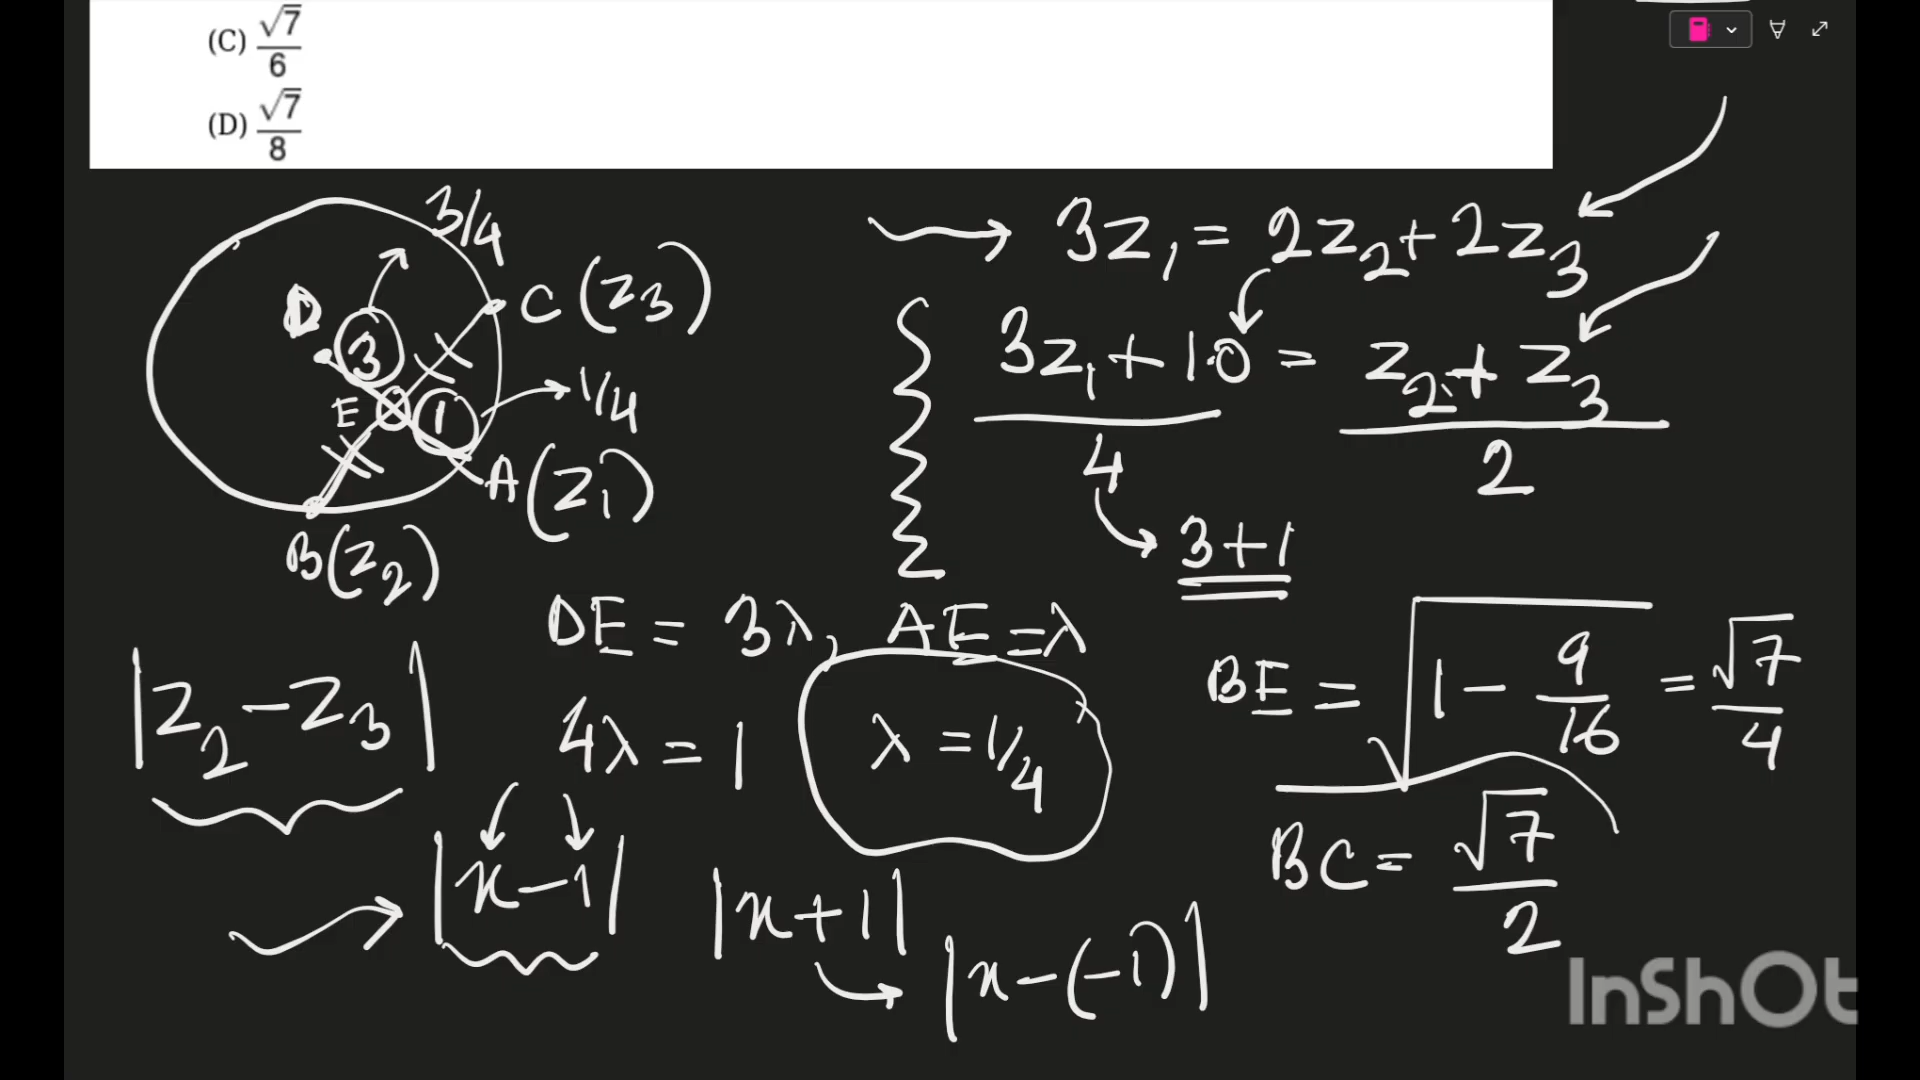 (C) √7/6
(D) √7/8
3/4
D
3
C (z3)
E
1
1/4
A (z1)
B(z2)
→ 3z1 = 2z2 + 2z3
3z1 + 1·0 / 4 = z2 + z3 / 2
3+1
DE = 3λ, AE = λ
|z2 - z3|
4λ = 1
λ = 1/4
BE = √(1 - 9/16) = √7/4
BC = √7/2
|x - 1|
|x + 1|
|x - (-1)|
InShOt